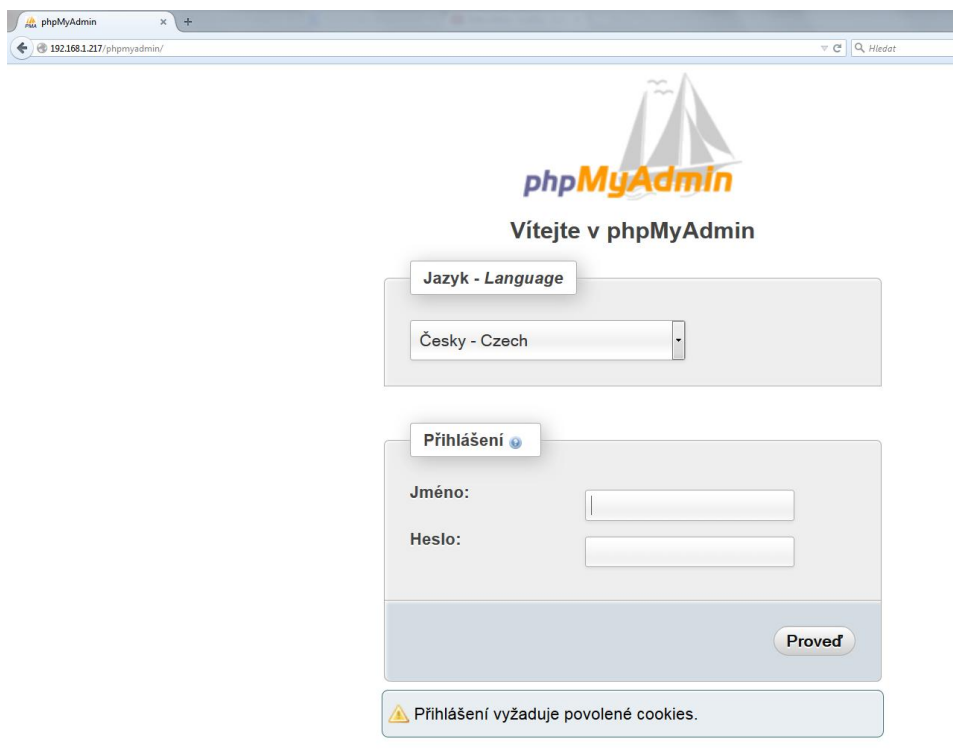 phpMyAdmin × +
192.168.1.217/phpmyadmin/ Hledat
phpMyAdmin
Vítejte v phpMyAdmin
Jazyk - Language
Česky - Czech
Přihlášení
Jméno:
Heslo:
Proveď
Přihlášení vyžaduje povolené cookies.